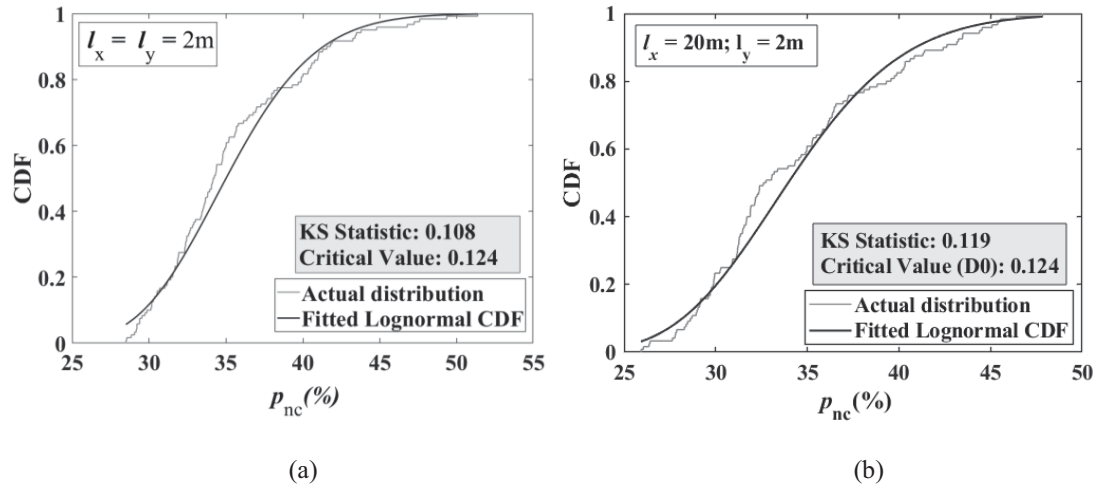 l_x = l_y = 2m
CDF
1
0.8
0.6
0.4
0.2
0
KS Statistic: 0.108
Critical Value: 0.124
Actual distribution
Fitted Lognormal CDF
25 30 35 40 45 50 55
p_nc(%)
(a)
l_x = 20m; l_y = 2m
CDF
1
0.8
0.6
0.4
0.2
0
KS Statistic: 0.119
Critical Value (D0): 0.124
Actual distribution
Fitted Lognormal CDF
25 30 35 40 45 50
p_nc(%)
(b)